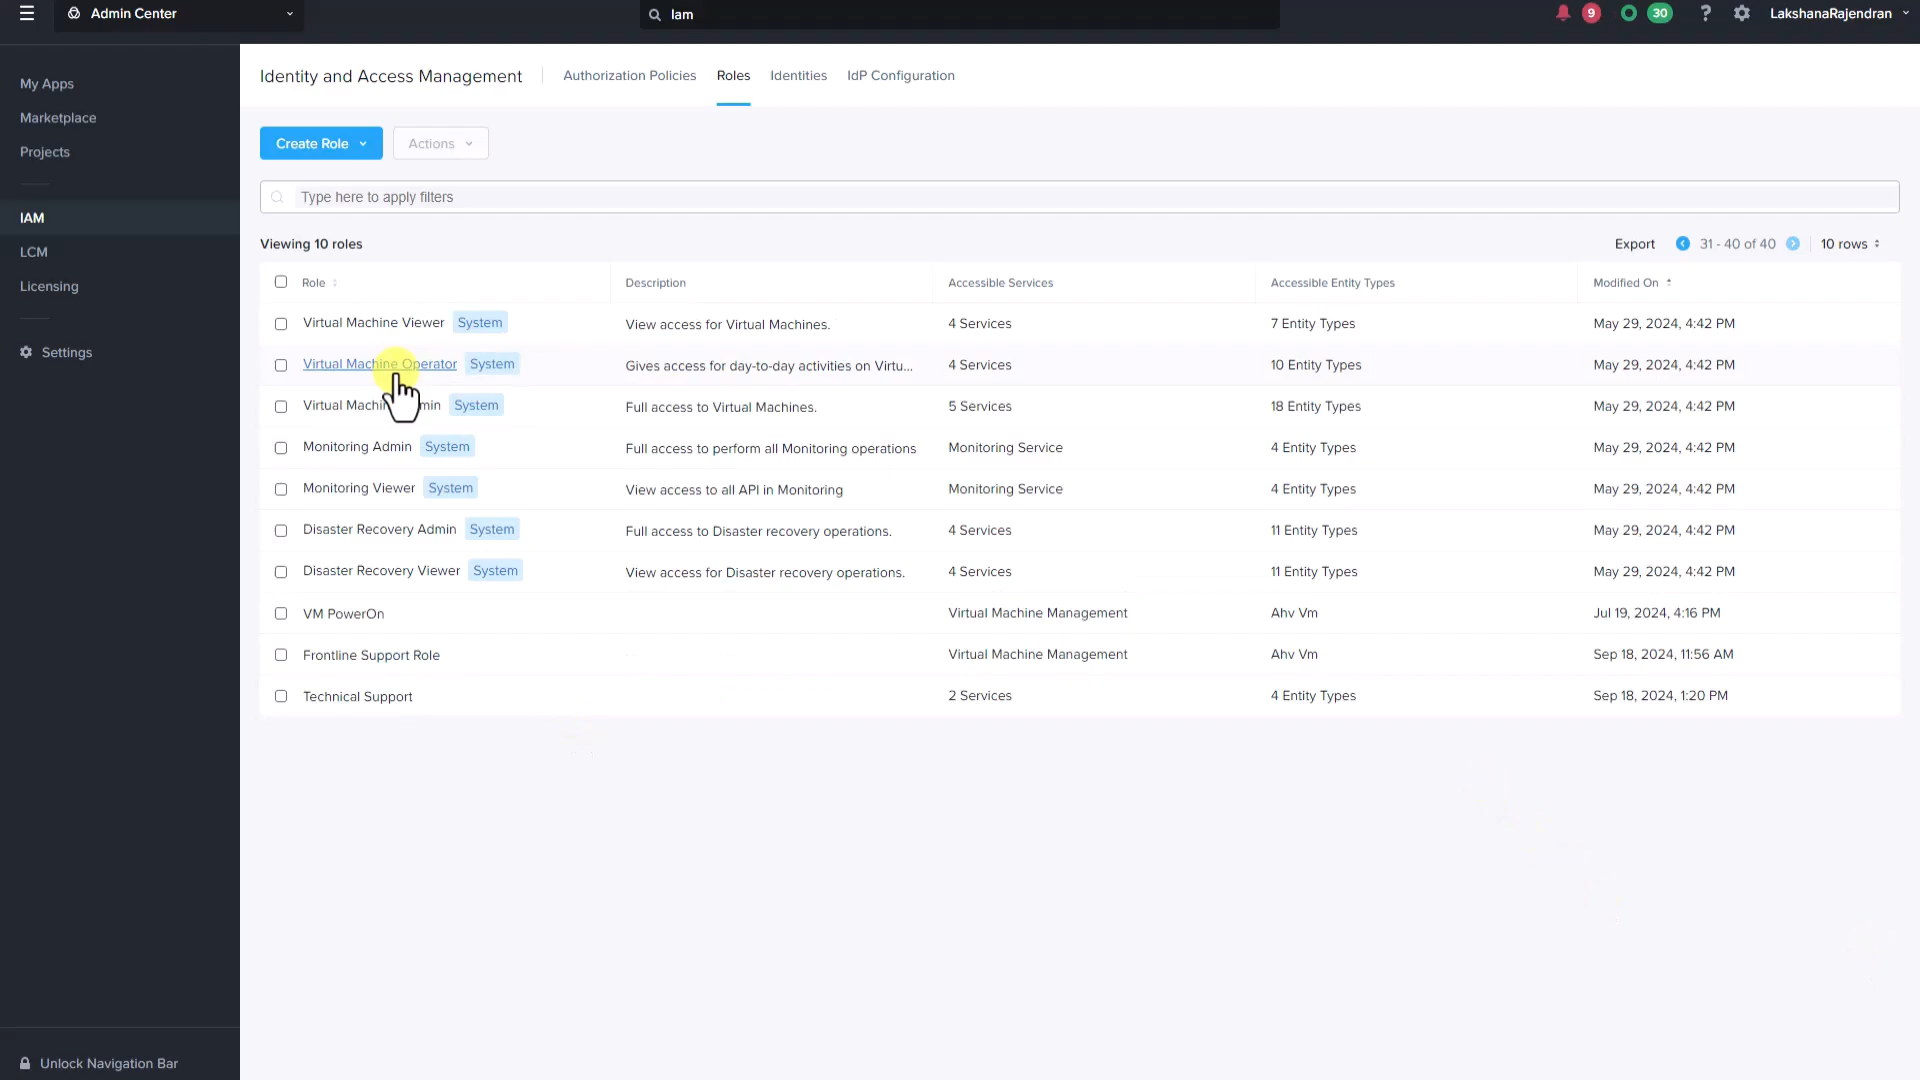 Admin Center
Iam
9
30
?
LakshanaRajendran
My Apps
Marketplace
Projects
IAM
LCM
Licensing
Settings
Unlock Navigation Bar
Identity and Access Management
Authorization Policies
Roles
Identities
IdP Configuration
Create Role
Actions
Type here to apply filters
Viewing 10 roles
Export
31 - 40 of 40
10 rows
Role Description Accessible Services Accessible Entity Types Modified On
Virtual Machine Viewer System View access for Virtual Machines. 4 Services 7 Entity Types May 29, 2024, 4:42 PM
Virtual Machine Operator System Gives access for day-to-day activities on Virtu... 4 Services 10 Entity Types May 29, 2024, 4:42 PM
Virtual System Full access to Virtual Machines. 5 Services 18 Entity Types May 29, 2024, 4:42 PM
Monitoring Admin System Full access to perform all Monitoring operations Monitoring Service 4 Entity Types May 29, 2024, 4:42 PM
Monitoring Viewer System View access to all API in Monitoring Monitoring Service 4 Entity Types May 29, 2024, 4:42 PM
Disaster Recovery Admin System Full access to Disaster recovery operations. 4 Services 11 Entity Types May 29, 2024, 4:42 PM
Disaster Recovery Viewer System View access for Disaster recovery operations. 4 Services 11 Entity Types May 29, 2024, 4:42 PM
VM PowerOn Virtual Machine Management Ahv Vm Jul 19, 2024, 4:16 PM
Frontline Support Role Virtual Machine Management Ahv Vm Sep 18, 2024, 11:56 AM
Technical Support 2 Services 4 Entity Types Sep 18, 2024, 1:20 PM